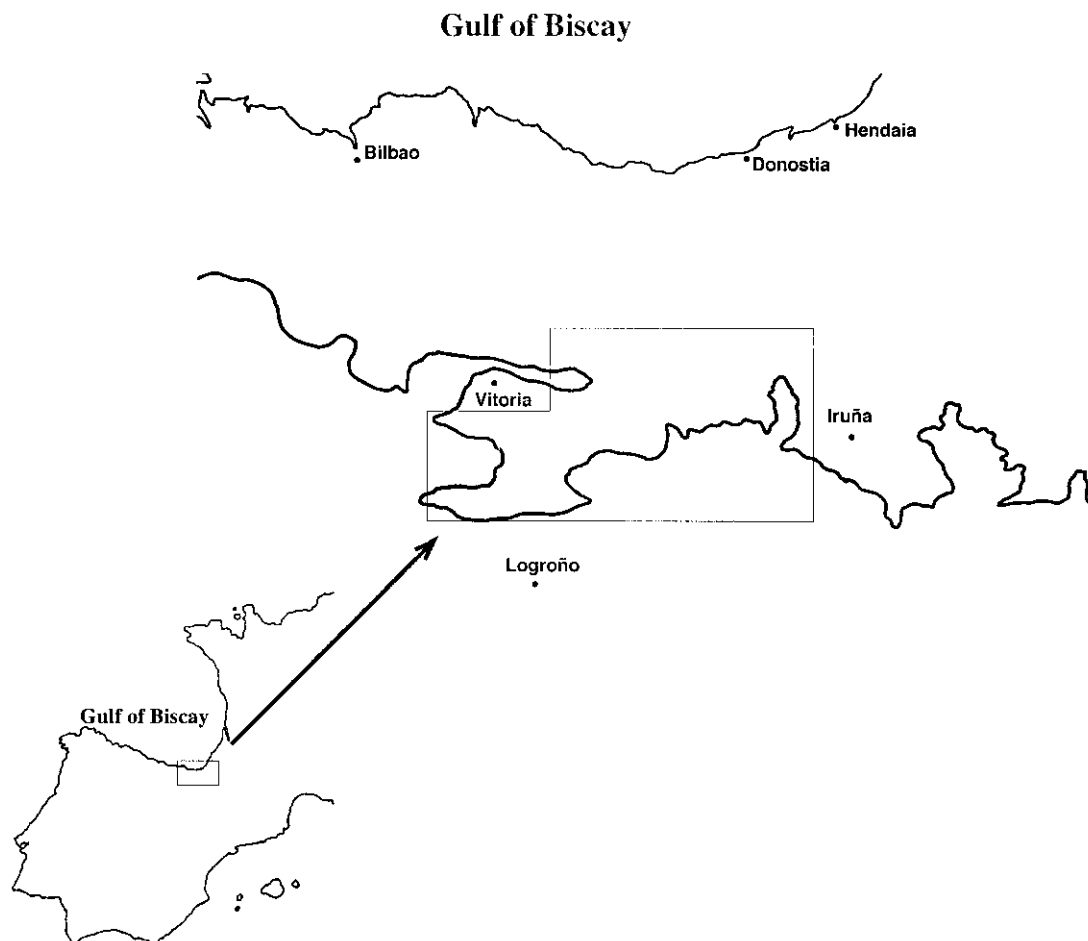 Gulf of Biscay
Bilbao
Hendaia
Donostia
Vitoria
Iruña
Logroño
Gulf of Biscay